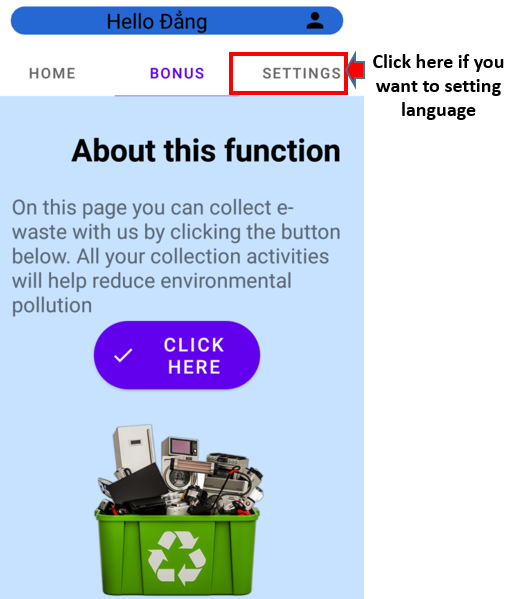 Hello Đẳng
HOME
BONUS
SETTINGS
Click here if you
want to setting
language
About this function
On this page you can collect e-
waste with us by clicking the button
below. All your collection activities
will help reduce environmental
pollution
CLICK
HERE